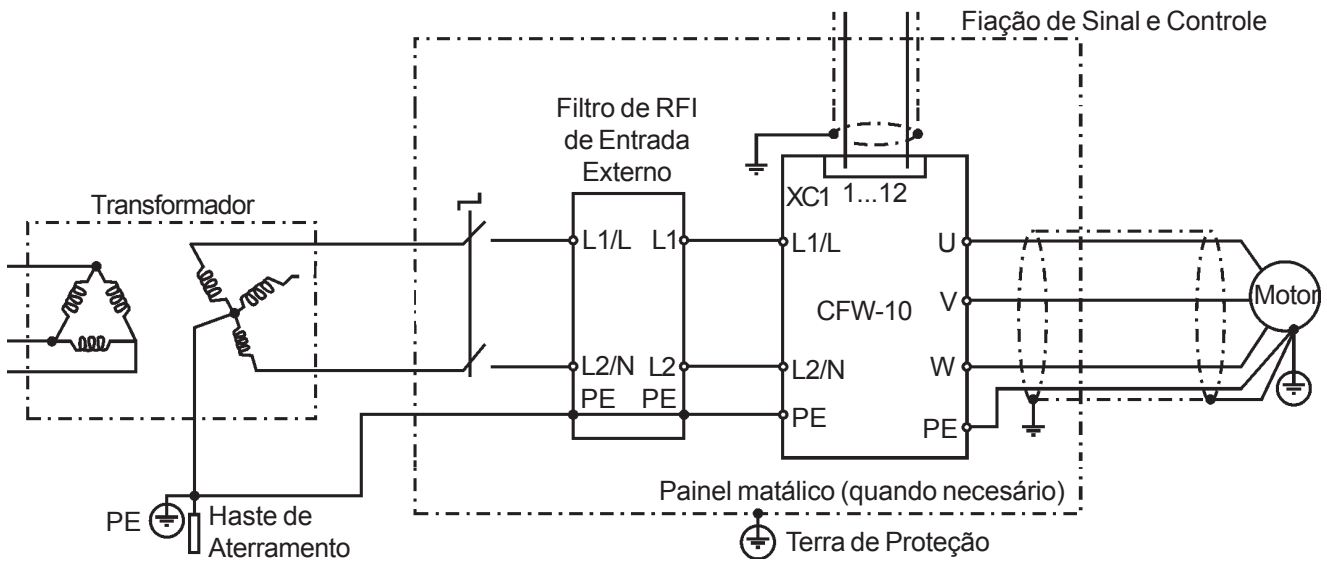 Fiação de Sinal e Controle
Filtro de RFI
de Entrada
Externo
Transformador
XC1 1...12
L1/L L1
L1/L U
V
CFW-10
Motor
L2/N L2
L2/N W
PE PE
PE
PE
Painel matálico (quando necesário)
PE
Haste de
Aterramento
Terra de Proteção